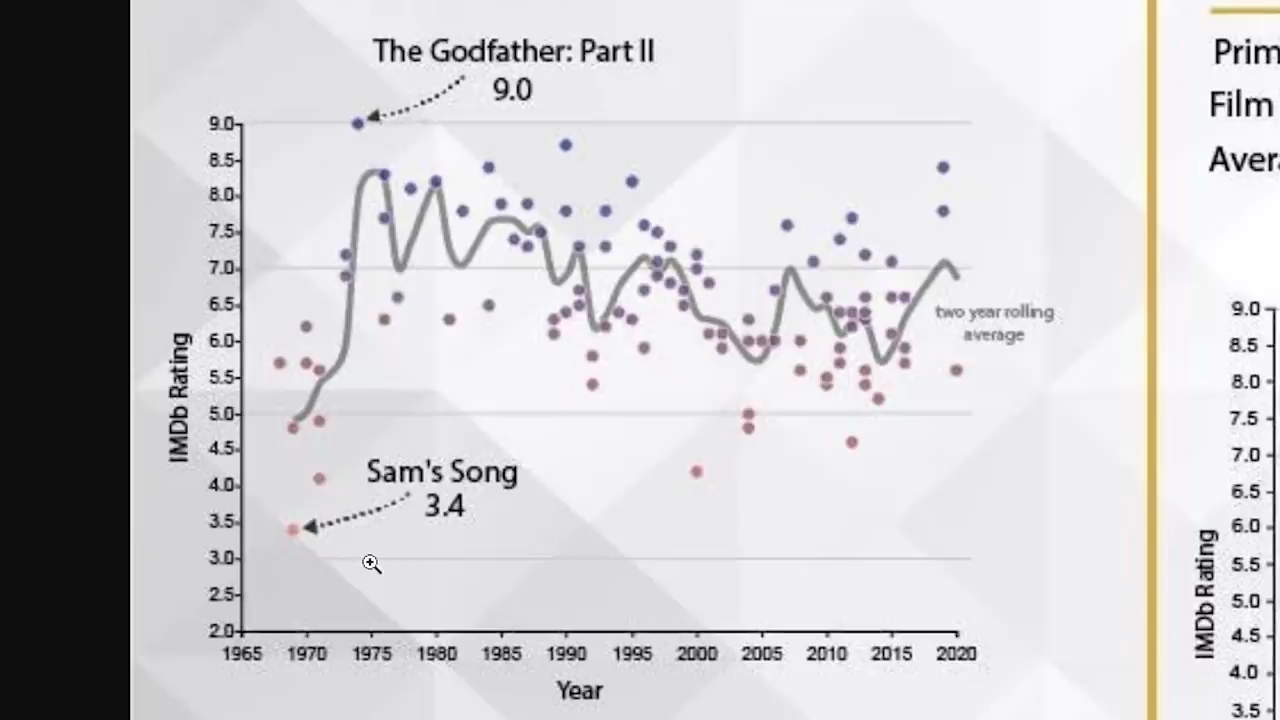 The Godfather: Part II
9.0
9.0
8.5
8.0
7.5
7.0
6.5
6.0
5.5
5.0
4.5
4.0
3.5
3.0
2.5
2.0
IMDb Rating
two year rolling
average
Sam's Song
3.4
1965 1970 1975 1980 1985 1990 1995 2000 2005 2010 2015 2020
Year
Prim
Film
Avera
9.0
8.5
8.0
7.5
7.0
6.5
6.0
5.5
5.0
4.5
4.0
3.5
IMDb Rating